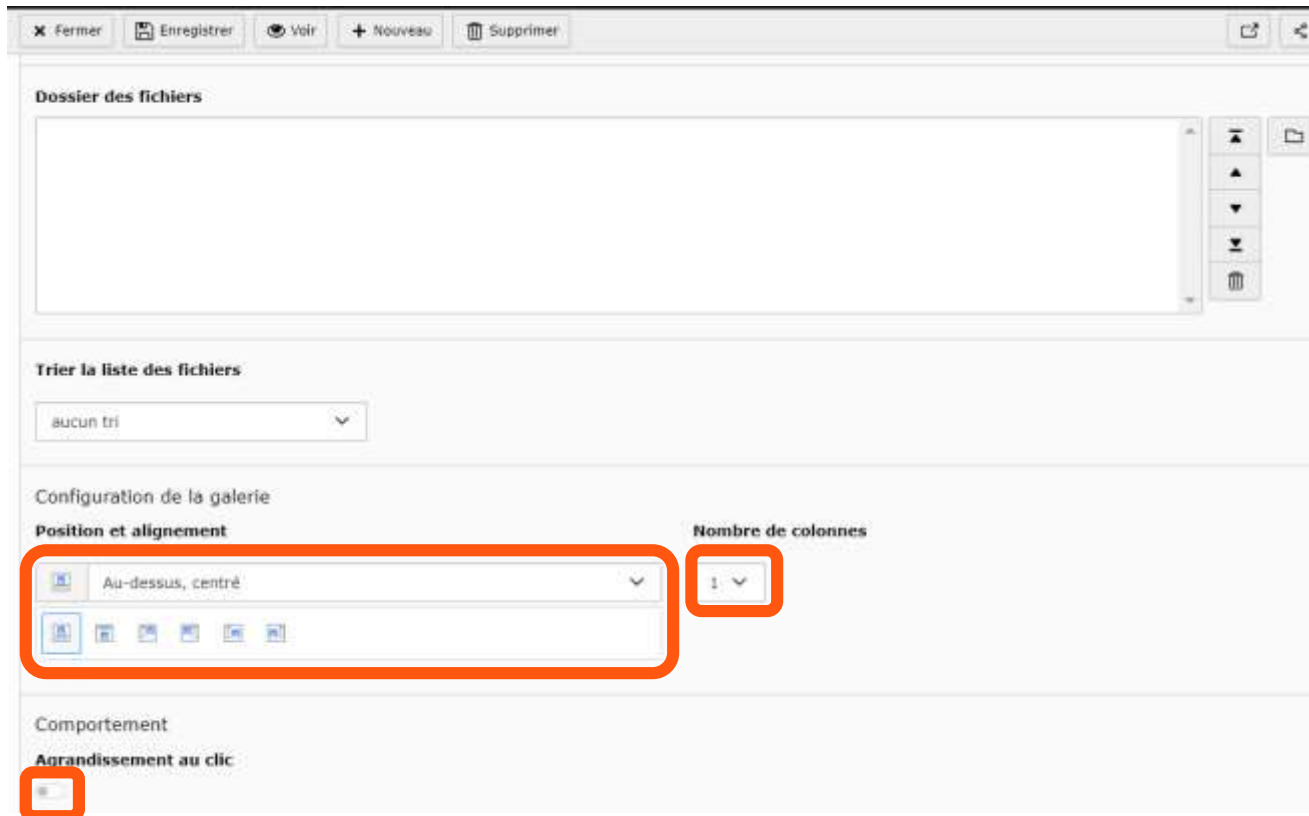 Fermer Enregistrer Voir Nouveau Supprimer
Dossier des fichiers
Trier la liste des fichiers
aucun tri
Configuration de la galerie
Position et alignement Nombre de colonnes
Au-dessus, centré 1
Comportement
Agrandissement au clic